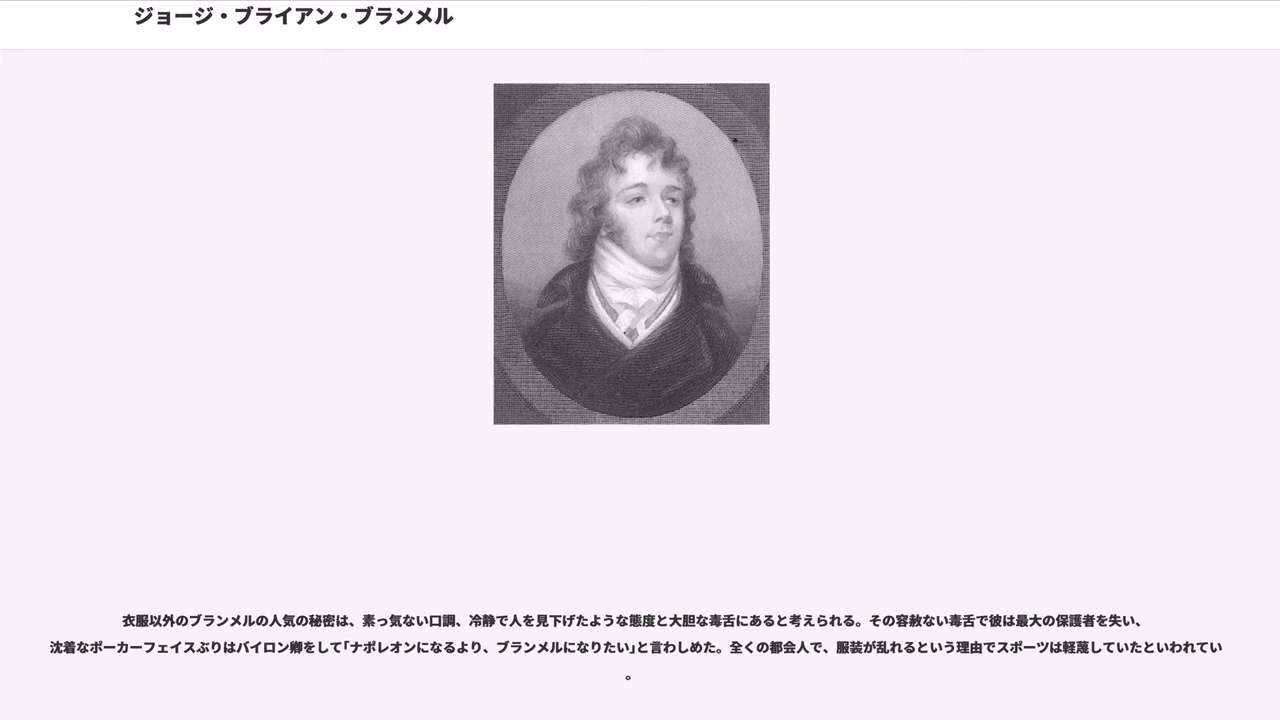 ジョージ・ブライアン・ブランメル
衣服以外のブランメルの人気の秘密は、素っ気ない口調、冷静で人を見下げたような態度と大胆な毒舌にあると考えられる。その容赦ない毒舌で彼は最大の保護者を失い、
沈着なポーカーフェイスぶりはバイロン卿をして｢ナポレオンになるより、ブランメルになりたい｣と言わしめた。全くの都会人で、服装が乱れるという理由でスポーツは軽蔑していたといわれてい
。